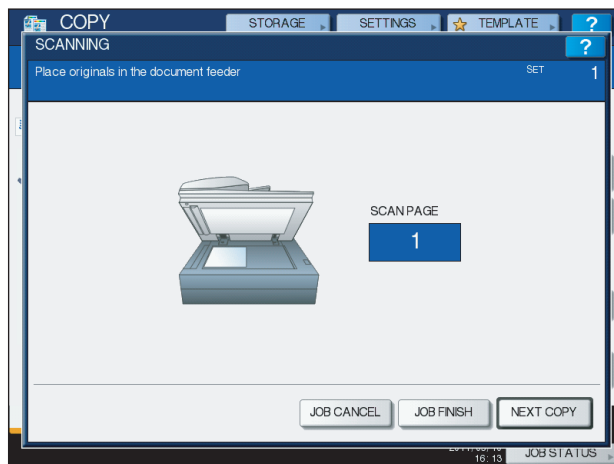 COPY
STORAGE
SETTINGS
TEMPLATE
?
SCANNING
?
Place originals in the document feeder
SET
1
SCAN PAGE
1
JOB CANCEL
JOB FINISH
NEXT COPY
16:13
JOB STATUS